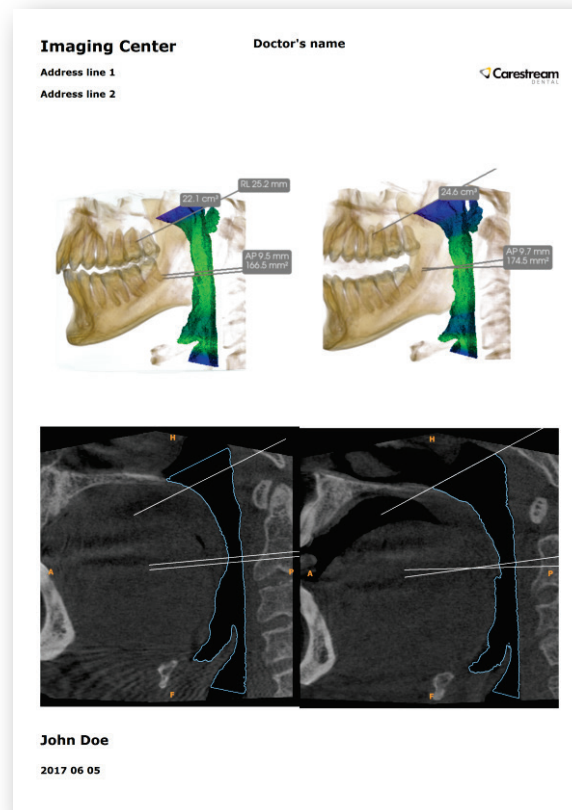 Imaging Center
Doctor's name
Address line 1
Address line 2
Carestream
DENTAL
RL 25.2 mm
22.1 cm³
AP 9.5 mm
166.5 mm²
24.6 cm³
AP 9.7 mm
174.5 mm²
H
A
P
F
H
A
P
F
John Doe
2017 06 05